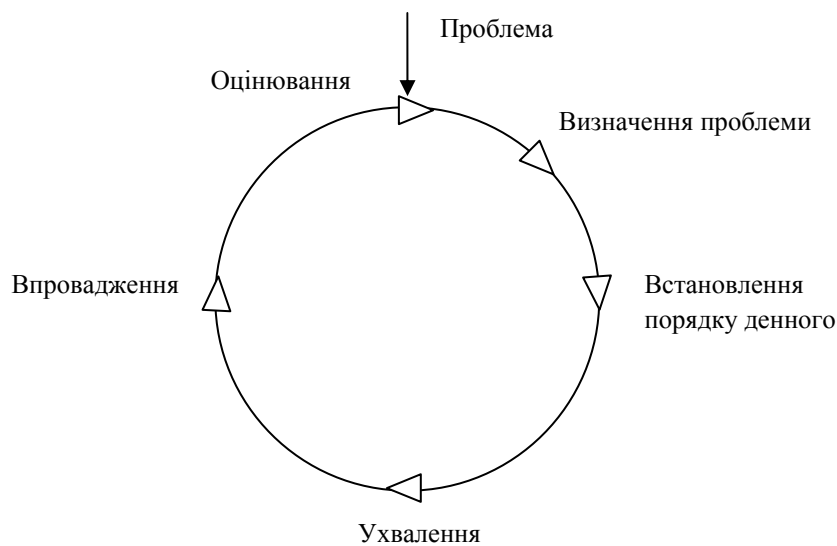 Проблема
Оцінювання
Визначення проблеми
Впровадження
Встановлення
порядку денного
Ухвалення